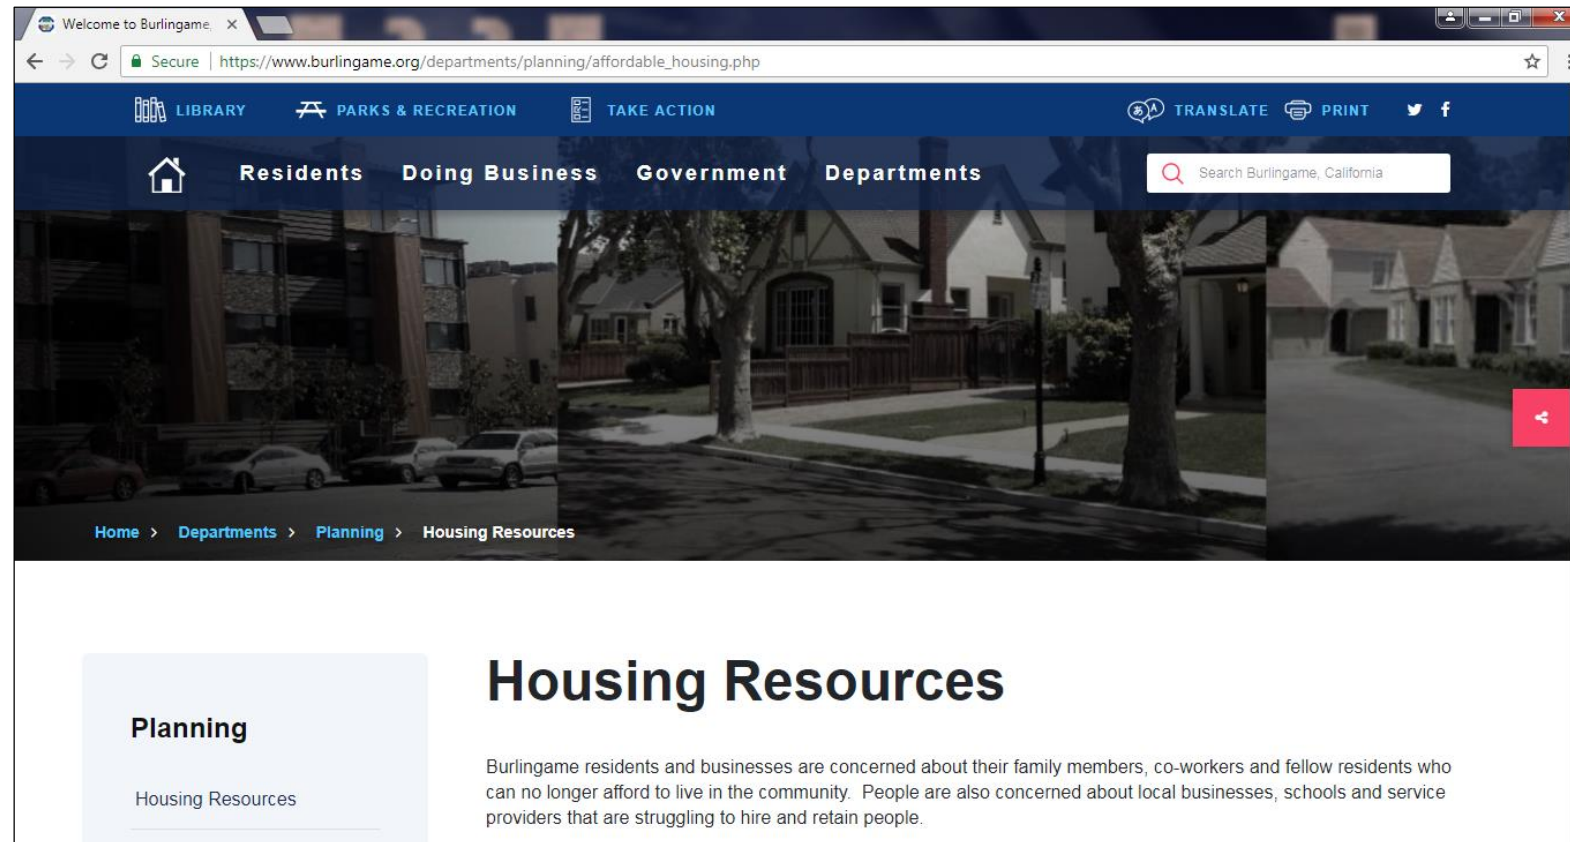 Welcome to Burlingame,
Secure | https://www.burlingame.org/departments/planning/affordable_housing.php
LIBRARY PARKS & RECREATION TAKE ACTION TRANSLATE PRINT
Residents Doing Business Government Departments Search Burlingame, California
Home > Departments > Planning > Housing Resources
Housing Resources
Planning
Housing Resources
Burlingame residents and businesses are concerned about their family members, co-workers and fellow residents who
can no longer afford to live in the community. People are also concerned about local businesses, schools and service
providers that are struggling to hire and retain people.